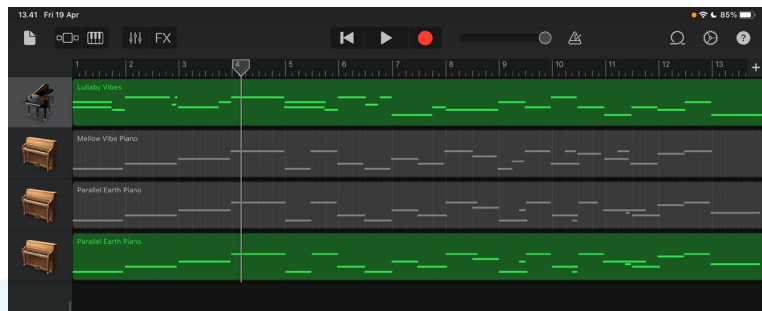 13.41 Fri 19 Apr
85%
FX
?
1 2 3 4 5 6 7 8 9 10 11 12 13 +
Lullaby Vibes
Mellow Vibe Piano
Parallel Earth Piano
Parallel Earth Piano